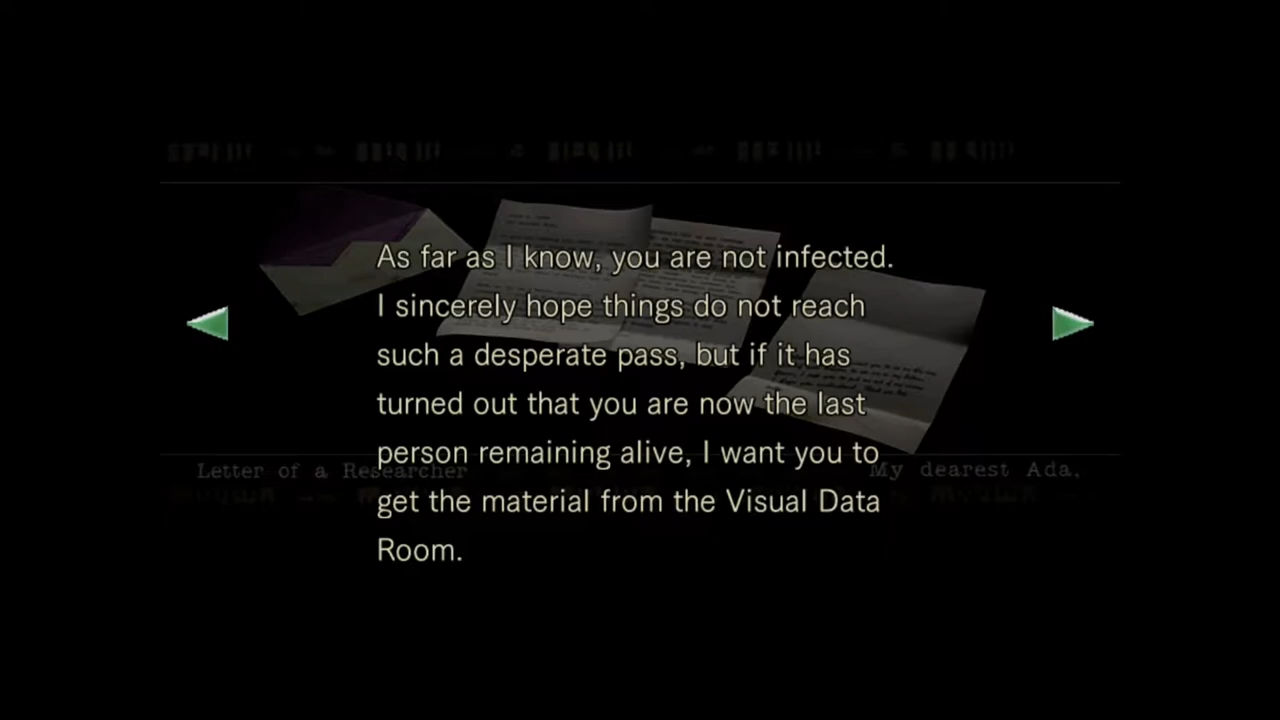 As far as I know, you are not infected.
I sincerely hope things do not reach
such a desperate pass, but if it has
turned out that you are now the last
person remaining alive, I want you to
get the material from the Visual Data
Room.
Letter of a Researcher
My dearest Ada.